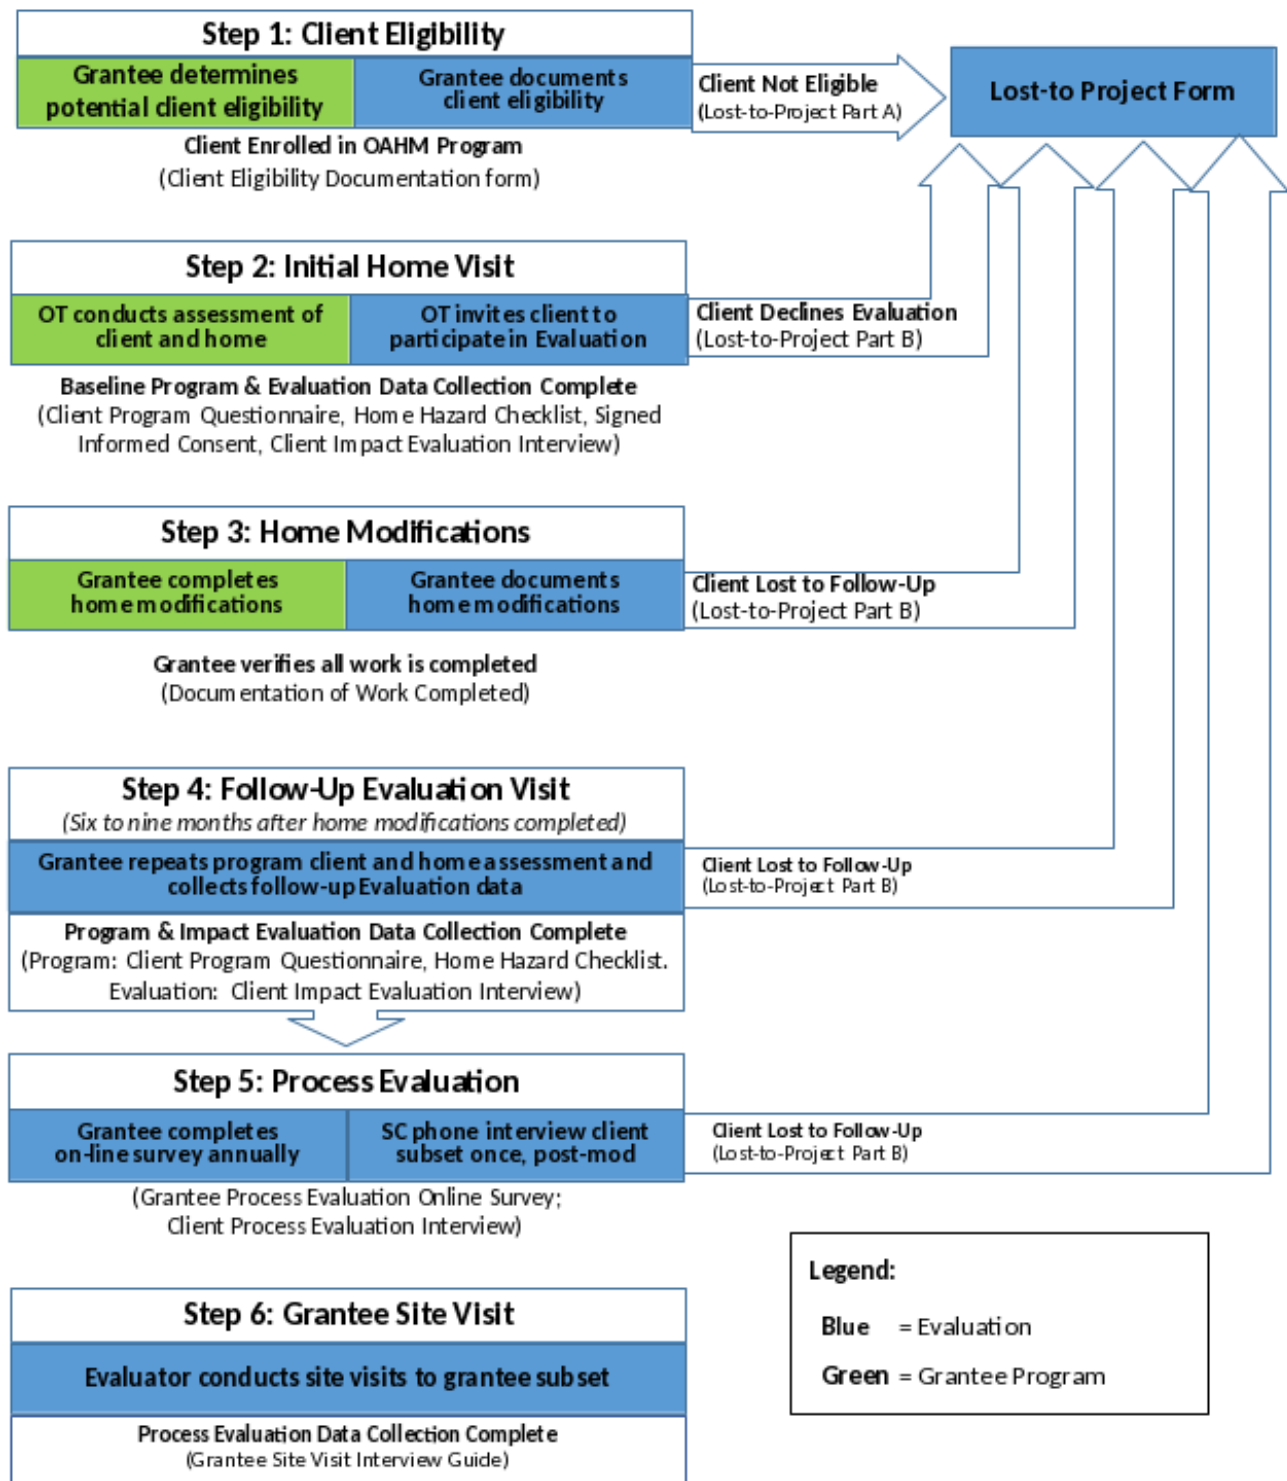 Step 1: Client Eligibility
Grantee determines
potential client eligibility
Grantee documents
client eligibility
Client Not Eligible
(Lost-to-Project Part A)
Lost-to Project Form
Client Enrolled in OAHM Program
(Client Eligibility Documentation form)
Step 2: Initial Home Visit
OT conducts assessment of
client and home
OT invites client to
participate in Evaluation
Client Declines Evaluation
(Lost-to-Project Part B)
Baseline Program & Evaluation Data Collection Complete
(Client Program Questionnaire, Home Hazard Checklist, Signed
Informed Consent, Client Impact Evaluation Interview)
Step 3: Home Modifications
Grantee completes
home modifications
Grantee documents
home modifications
Client Lost to Follow-Up
(Lost-to-Project Part B)
Grantee verifies all work is completed
(Documentation of Work Completed)
Step 4: Follow-Up Evaluation Visit
(Six to nine months after home modifications completed)
Grantee repeats program client and home assessment and
collects follow-up Evaluation data
Client Lost to Follow-Up
(Lost-to-Project Part B)
Program & Impact Evaluation Data Collection Complete
(Program: Client Program Questionnaire, Home Hazard Checklist.
Evaluation: Client Impact Evaluation Interview)
Step 5: Process Evaluation
Grantee completes
on-line survey annually
SC phone interview client
subset once, post-mod
Client Lost to Follow-Up
(Lost-to-Project Part B)
(Grantee Process Evaluation Online Survey;
Client Process Evaluation Interview)
Step 6: Grantee Site Visit
Evaluator conducts site visits to grantee subset
Process Evaluation Data Collection Complete
(Grantee Site Visit Interview Guide)
Legend:
Blue = Evaluation
Green = Grantee Program